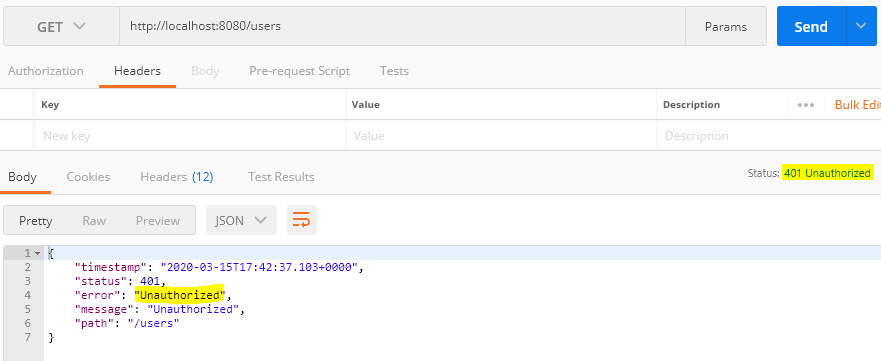 GET http://localhost:8080/users Params Send
Authorization Headers Body Pre-request Script Tests
Key Value Description ••• Bulk Edi
New key Value Description
Body Cookies Headers (12) Test Results Status: 401 Unauthorized
Pretty Raw Preview JSON
1 {
2 "timestamp": "2020-03-15T17:42:37.103+0000",
3 "status": 401,
4 "error": "Unauthorized",
5 "message": "Unauthorized",
6 "path": "/users"
7 }